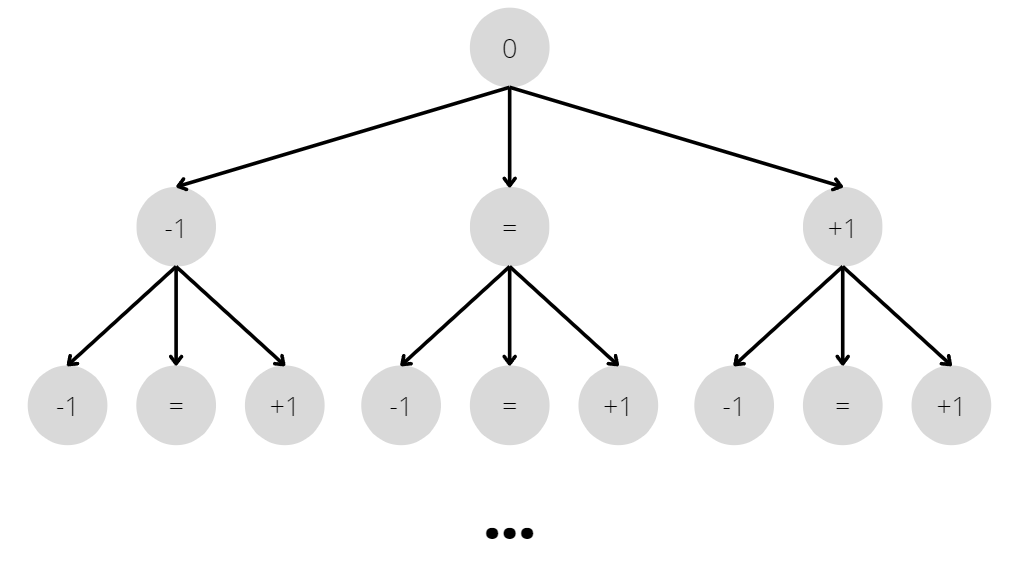 0
-1 = +1
-1 = +1 -1 = +1 -1 = +1
...